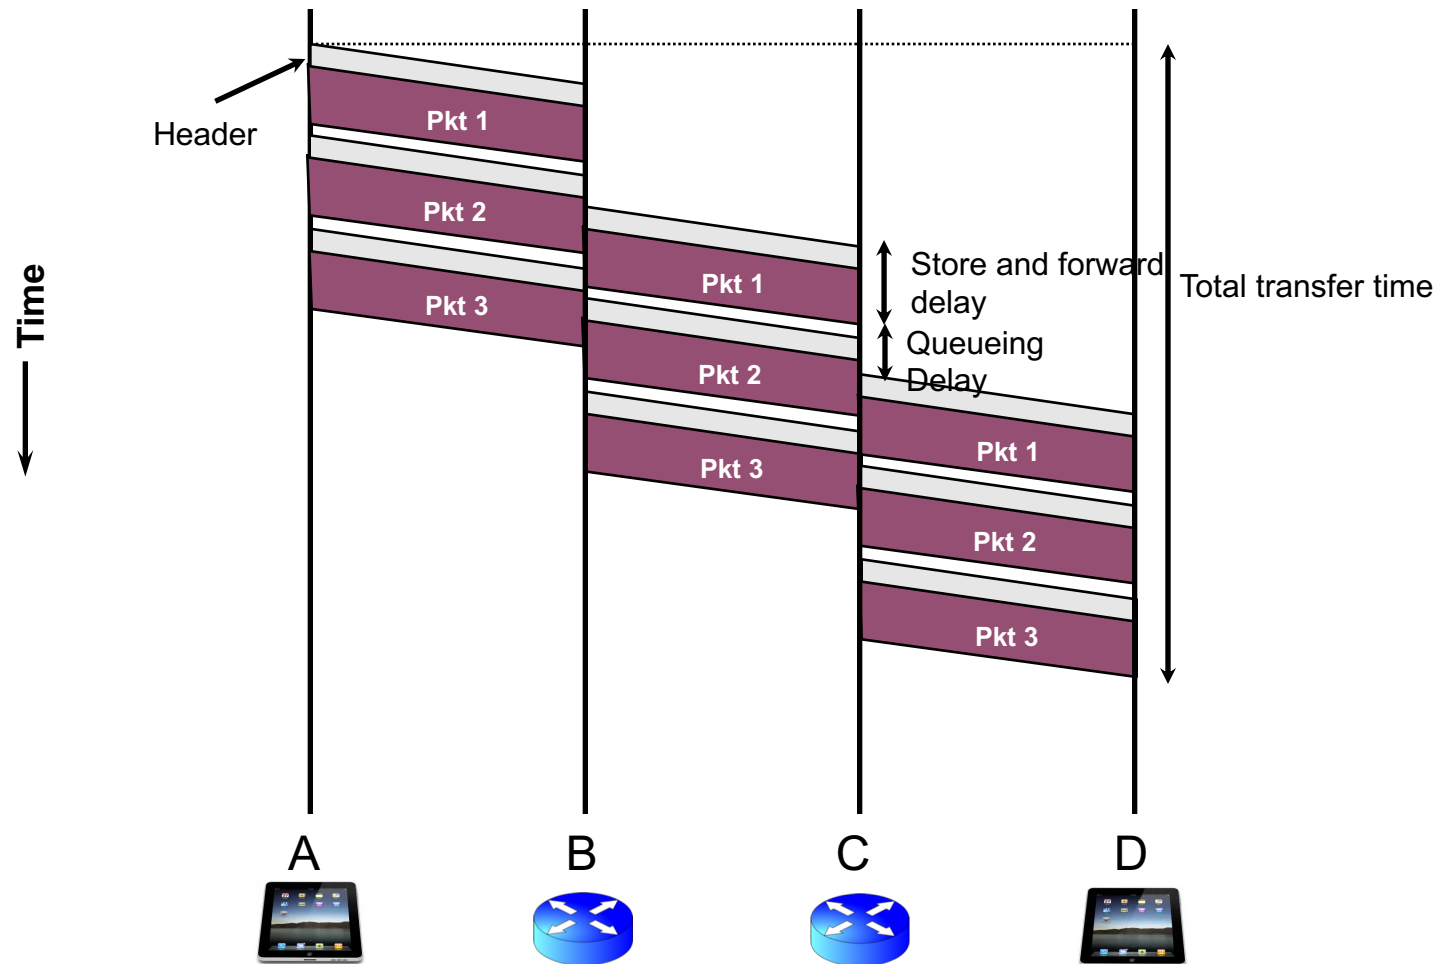 Header
Pkt 1
Pkt 2
Pkt 3
Pkt 1
Pkt 2
Pkt 3
Store and forward
delay
Queueing
Delay
Pkt 1
Pkt 2
Pkt 3
Total transfer time
Time
A
B
C
D